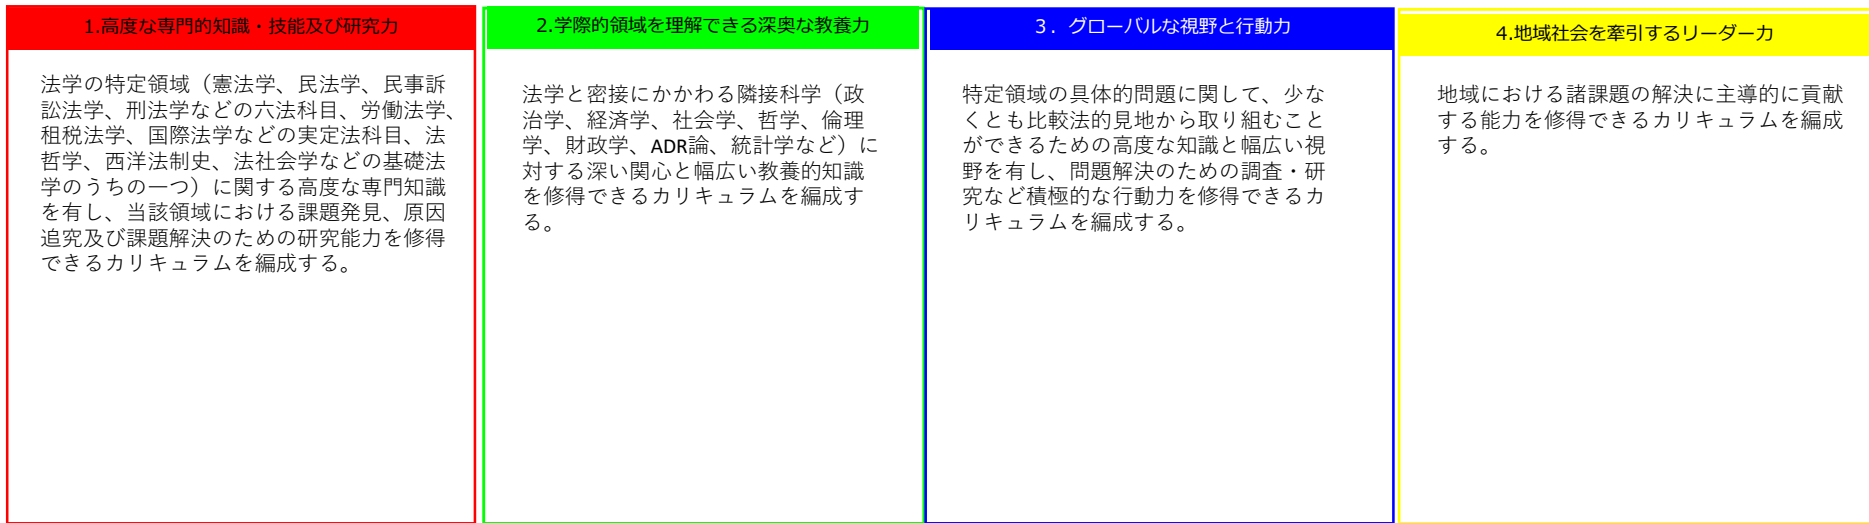 1.高度な専門的知識・技能及び研究力
法学の特定領域（憲法学、民法学、民事訴
訟法学、刑法学などの六法科目、労働法学、
租税法学、国際法学などの実定法科目、法
哲学、西洋法制史、法社会学などの基礎法
学のうちの一つ）に関する高度な専門知識
を有し、当該領域における課題発見、原因
追究及び課題解決のための研究能力を修得
できるカリキュラムを編成する。
2.学際的領域を理解できる深奥な教養力
法学と密接にかかわる隣接科学（政
治学、経済学、社会学、哲学、倫理
学、財政学、ADR論、統計学など）に
対する深い関心と幅広い教養的知識
を修得できるカリキュラムを編成す
る。
3．グローバルな視野と行動力
特定領域の具体的問題に関して、少な
くとも比較法的見地から取り組むこと
ができるための高度な知識と幅広い視
野を有し、問題解決のための調査・研
究など積極的な行動力を修得できるカ
リキュラムを編成する。
4.地域社会を牽引するリーダー力
地域における諸課題の解決に主導的に貢献
する能力を修得できるカリキュラムを編成
する。